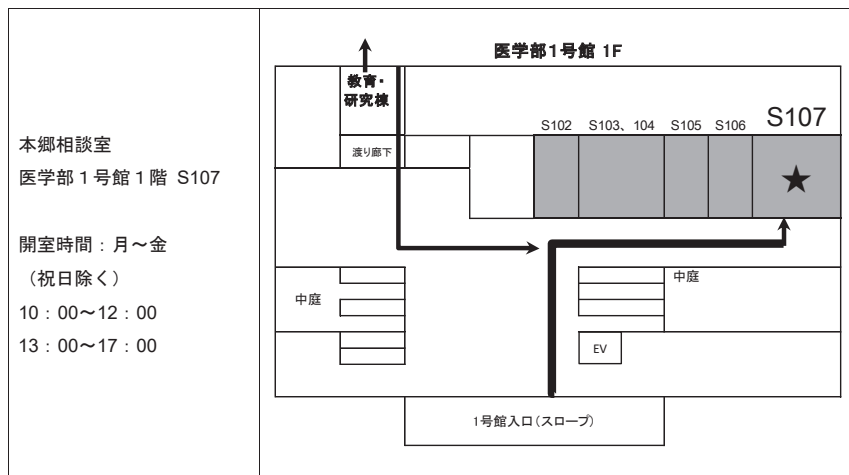 本郷相談室
医学部1号館1階 S107
開室時間:月~金
(祝日除く)
10:00~12:00
13:00~17:00
医学部1号館 1F
教育・
研究棟
渡り廊下
S102
S103、104
S105
S106
S107
中庭
中庭
EV
1号館入口(スロープ)